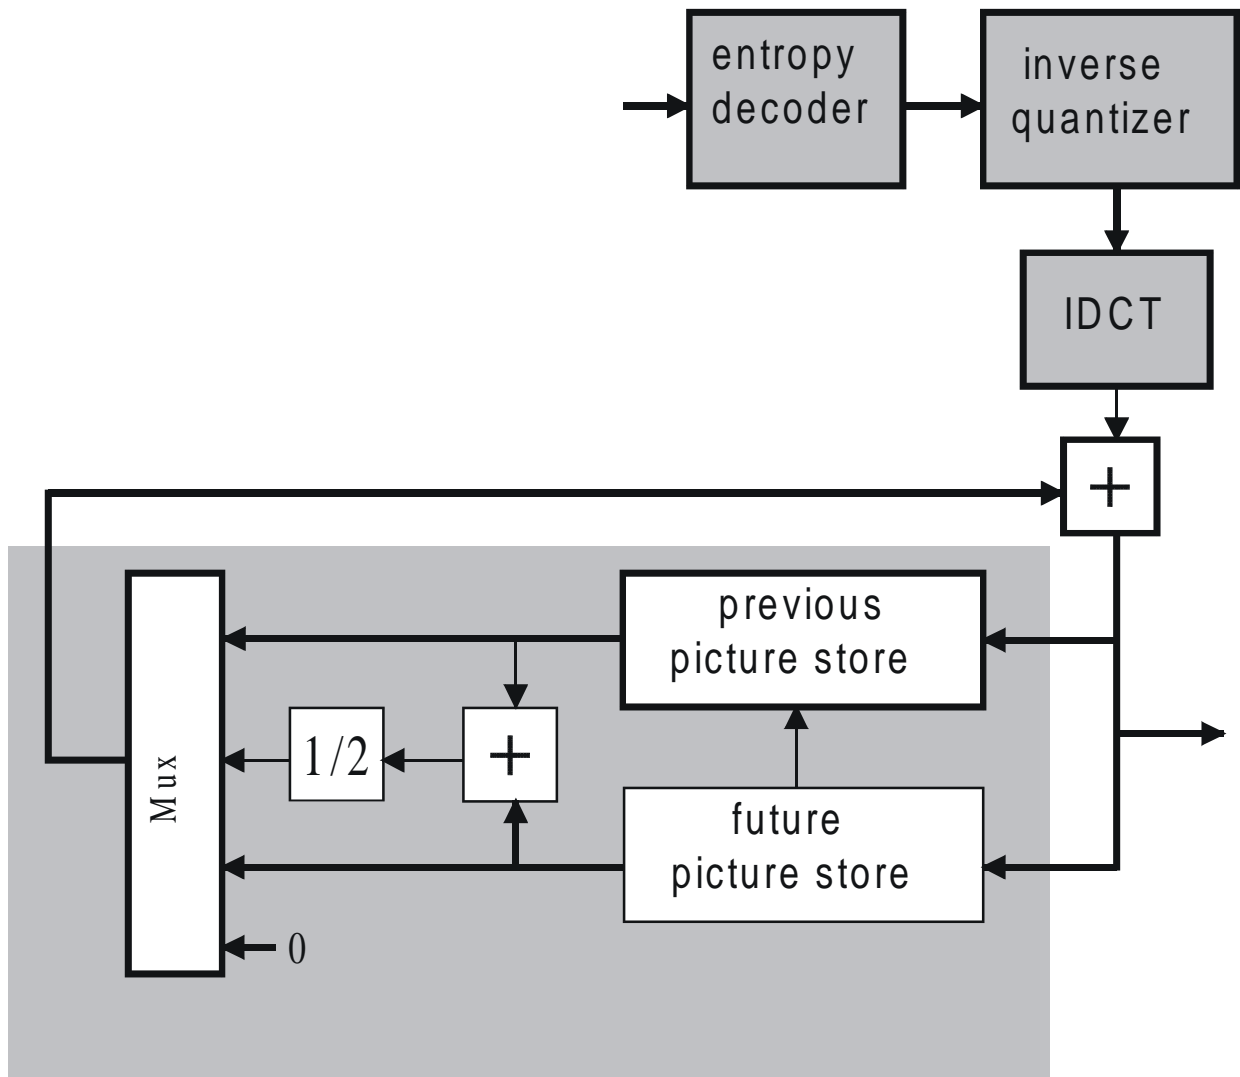 entropy
decoder
inverse
quantizer
IDCT
+
previous
picture store
Mux
1/2
+
future
picture store
0